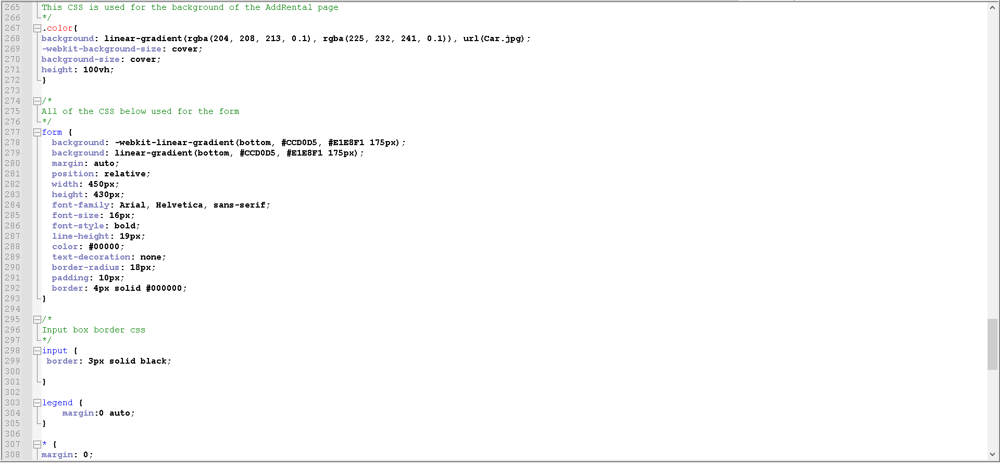 265 This CSS is used for the background of the AddRental page
266 */
267 .color{
268 background: linear-gradient(rgba(204, 208, 213, 0.1), rgba(225, 232, 241, 0.1)), url(Car.jpg);
269 -webkit-background-size: cover;
270 background-size: cover;
271 height: 100vh;
272 }
273
274 /*
275 All of the CSS below used for the form
276 */
277 form {
278 background: -webkit-linear-gradient(bottom, #CCD0D5, #E1E8F1 175px);
279 background: linear-gradient(bottom, #CCD0D5, #E1E8F1 175px);
280 margin: auto;
281 position: relative;
282 width: 450px;
283 height: 430px;
284 font-family: Arial, Helvetica, sans-serif;
285 font-size: 16px;
286 font-style: bold;
287 line-height: 19px;
288 color: #00000;
289 text-decoration: none;
290 border-radius: 18px;
291 padding: 10px;
292 border: 4px solid #000000;
293 }
294
295 /*
296 Input box border css
297 */
298 input {
299 border: 3px solid black;
300
301 }
302
303 legend {
304 margin:0 auto;
305 }
306
307 * {
308 margin: 0;